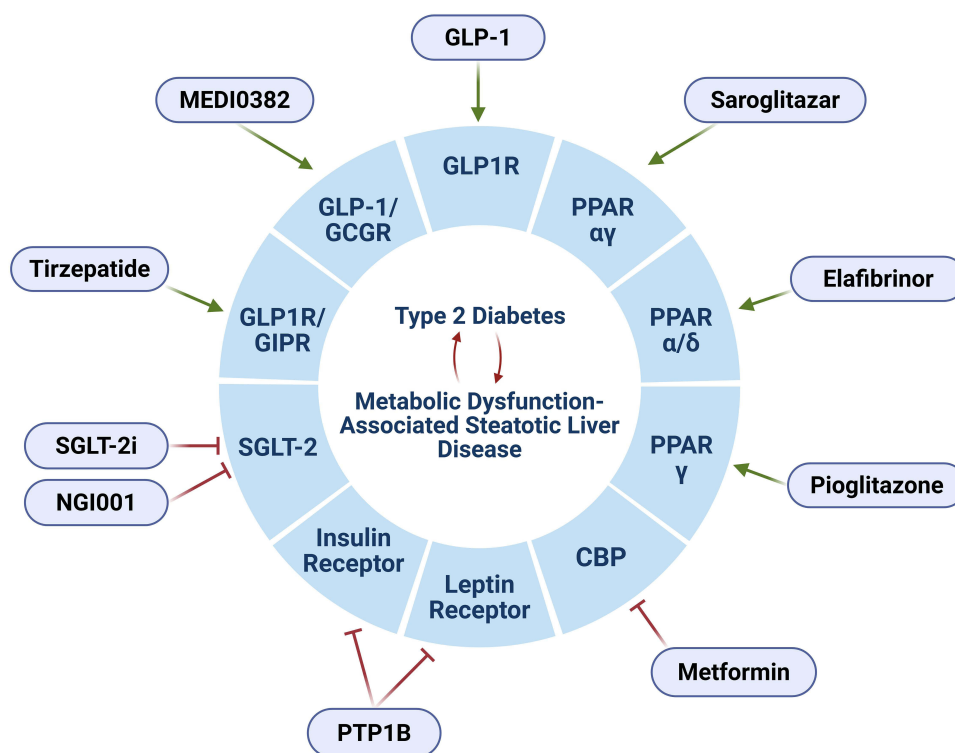 GLP-1
MEDI0382
Saroglitazar
GLP1R
GLP-1/
GCGR
PPAR
αγ
Tirzepatide
Elafibrinor
GLP1R/
GIPR
Type 2 Diabetes
PPAR
α/δ
Metabolic Dysfunction-
Associated Steatotic Liver
Disease
SGLT-2i
SGLT-2
PPAR
γ
NGI001
Pioglitazone
Insulin
Receptor
CBP
Leptin
Receptor
Metformin
PTP1B